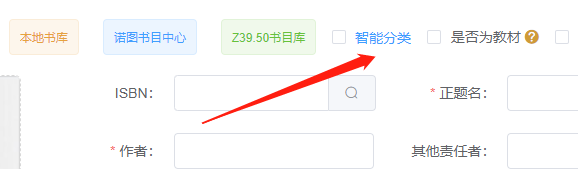 本地书库 诺图书目中心 Z39.50书目库 智能分类 是否为教材 ?
ISBN： * 正题名：
* 作者： 其他责任者：